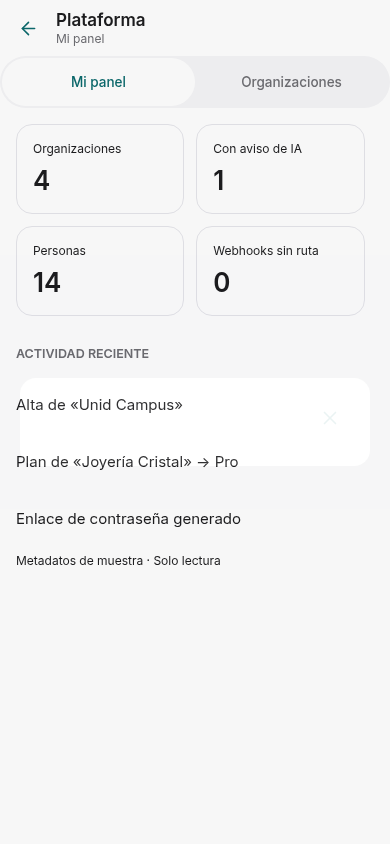 Plataforma
Mi panel
Mi panel
Organizaciones
Organizaciones
4
Con aviso de IA
1
Personas
14
Webhooks sin ruta
0
ACTIVIDAD RECIENTE
Alta de «Unid Campus»
Plan de «Joyería Cristal» → Pro
Enlace de contraseña generado
Metadatos de muestra · Solo lectura